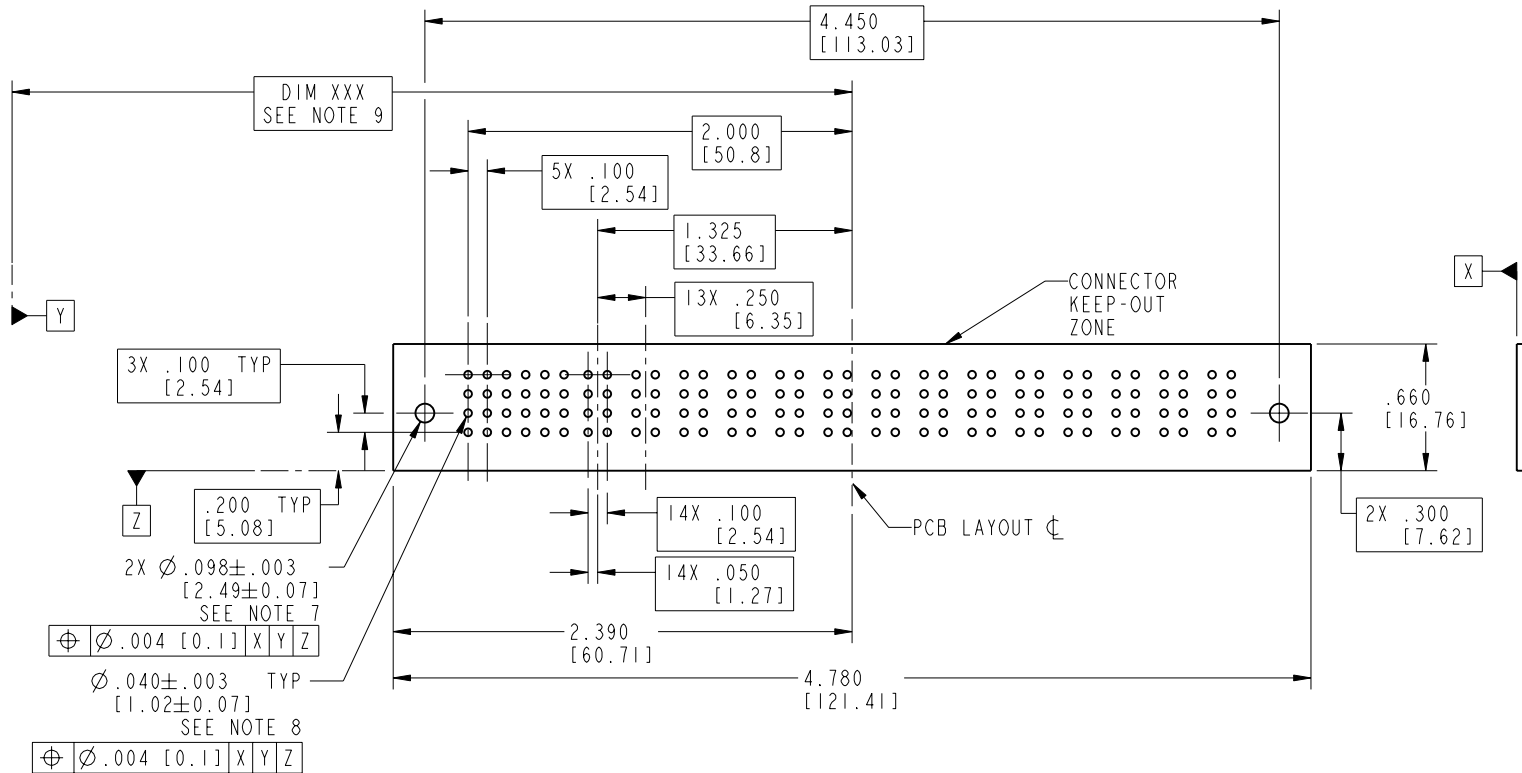 4.450
[113.03]
DIM XXX
SEE NOTE 9
2.000
[50.8]
5X .100
[2.54]
1.325
[33.66]
13X .250
[6.35]
CONNECTOR
KEEP-OUT
ZONE
X
Y
3X .100 TYP
[2.54]
.660
[16.76]
Z
.200 TYP
[5.08]
14X .100
[2.54]
PCB LAYOUT ℄
2X .300
[7.62]
2X ⌀.098±.003
[2.49±0.07]
SEE NOTE 7
⌖ ⌀.004 [0.1] X Y Z
14X .050
[1.27]
2.390
[60.71]
⌀.040±.003 TYP
[1.02±0.07]
SEE NOTE 8
⌖ ⌀.004 [0.1] X Y Z
4.780
[121.41]